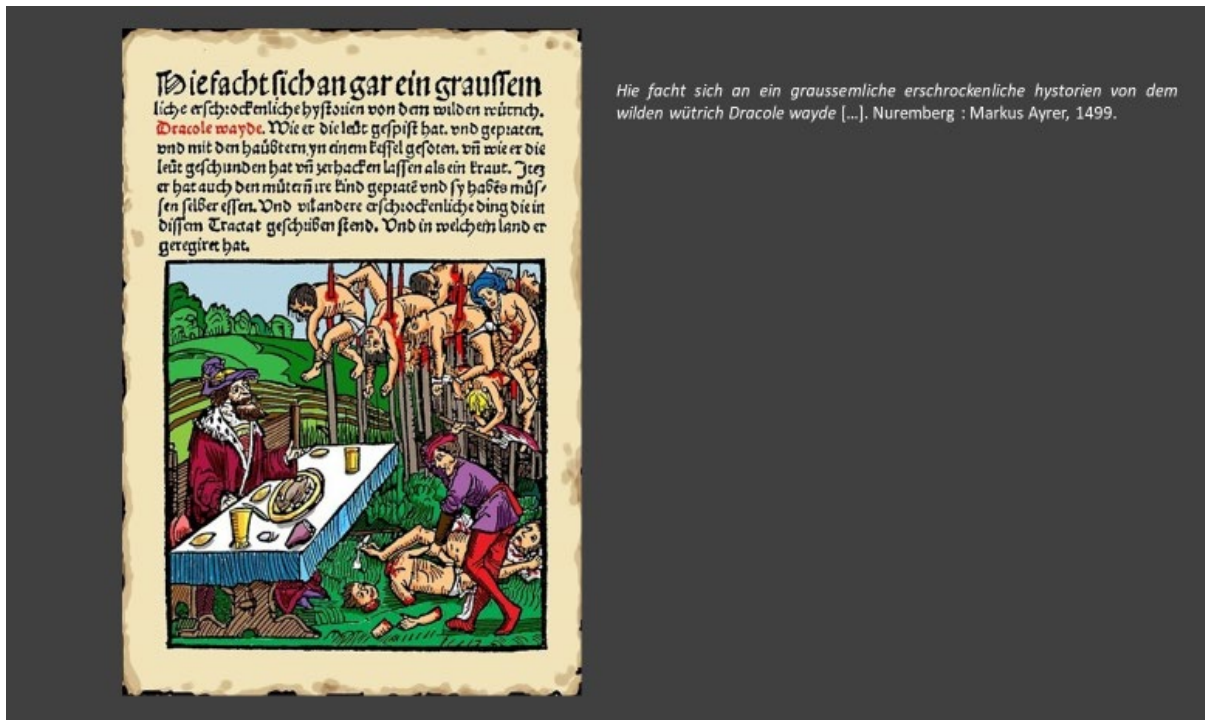 Hie facht sich an gar ein graussem
liche erschrockenliche hystorien von dem wilden wütrich.
Dracole wayde. Wie er die leüt gespist hat. vnd gepraten.
vnd mit den haübtern yn einem kessel gesoten. vñ wie er die
leüt geschunden hat vñ zerhacken lassen als ein kraut. Jtez
er hat auch den mütern̄ ire kind gepratē vnd sy habēs müs/
sen selber essen. Vnd vil andere erschrockenliche ding die in
dissem Tractat geschriben stend. Vnd in welchem land er
geregiret hat.
Hie facht sich an ein graussemliche erschrockenliche hystorien von dem
wilden wütrich Dracole wayde […]. Nuremberg : Markus Ayrer, 1499.